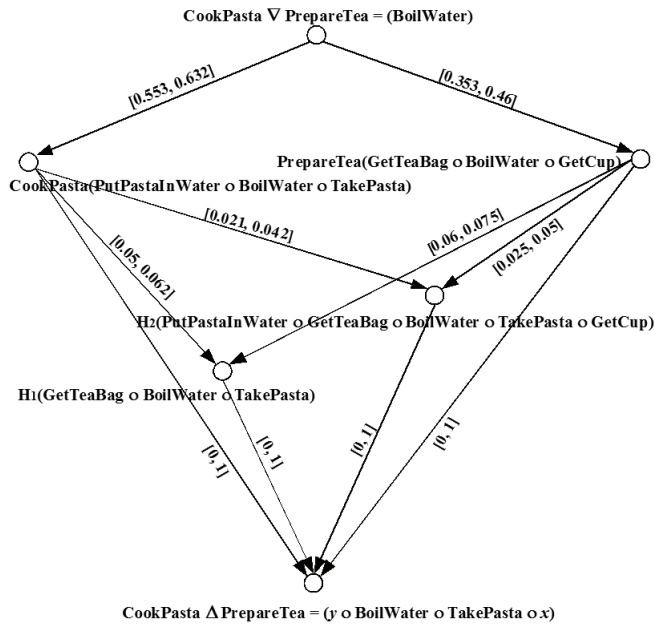 CookPasta ∇ PrepareTea = (BoilWater)
[0.553, 0.632]
[0.353, 0.46]
PrepareTea(GetTeaBag o BoilWater o GetCup)
CookPasta(PutPastaInWater o BoilWater o TakePasta)
[0.021, 0.042]
[0.06, 0.075]
[0.025, 0.05]
[0.05, 0.062]
H2(PutPastaInWater o GetTeaBag o BoilWater o TakePasta o GetCup)
H1(GetTeaBag o BoilWater o TakePasta)
[0, 1]
[0, 1]
[0, 1]
[0, 1]
CookPasta Δ PrepareTea = (y o BoilWater o TakePasta o x)